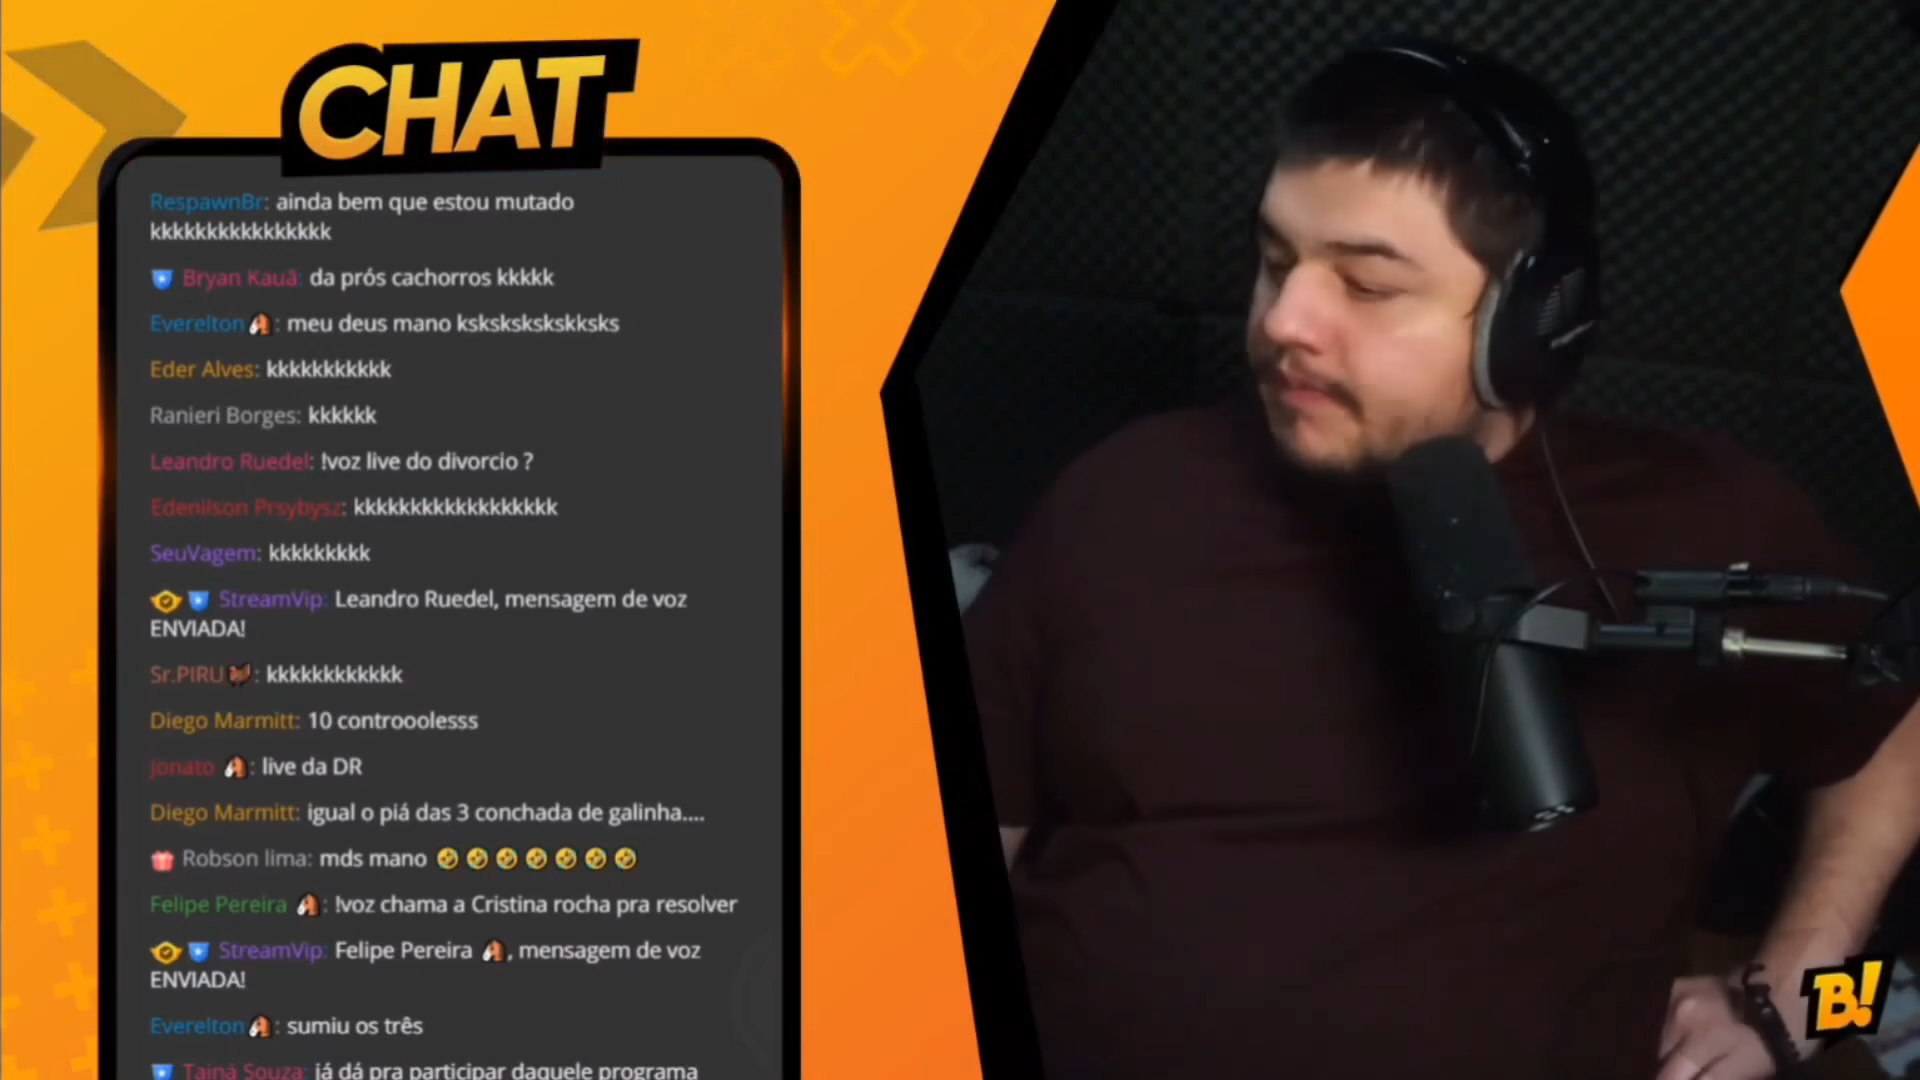 CHAT
RespawnBr: ainda bem que estou mutado
kkkkkkkkkkkkkkkk
Bryan Kauã: da prós cachorros kkkkk
Everelton: meu deus mano ksksksksksksks
Eder Alves: kkkkkkkkkkk
Ranieri Borges: kkkkkk
Leandro Ruedel: !voz live do divorcio ?
Edenilson Prsybysz: kkkkkkkkkkkkkkkkkk
SeuVagem: kkkkkkkkk
StreamVip: Leandro Ruedel, mensagem de voz
ENVIADA!
Sr.PIRU: kkkkkkkkkkkk
Diego Marmitt: 10 controoolesss
Jonato: live da DR
Diego Marmitt: igual o piá das 3 conchada de galinha....
Robson lima: mds mano 🤣🤣🤣🤣🤣🤣🤣
Felipe Pereira: !voz chama a Cristina rocha pra resolver
StreamVip: Felipe Pereira, mensagem de voz
ENVIADA!
Everelton: sumiu os três
Tainá Souza: já dá pra participar daquele programa
B!